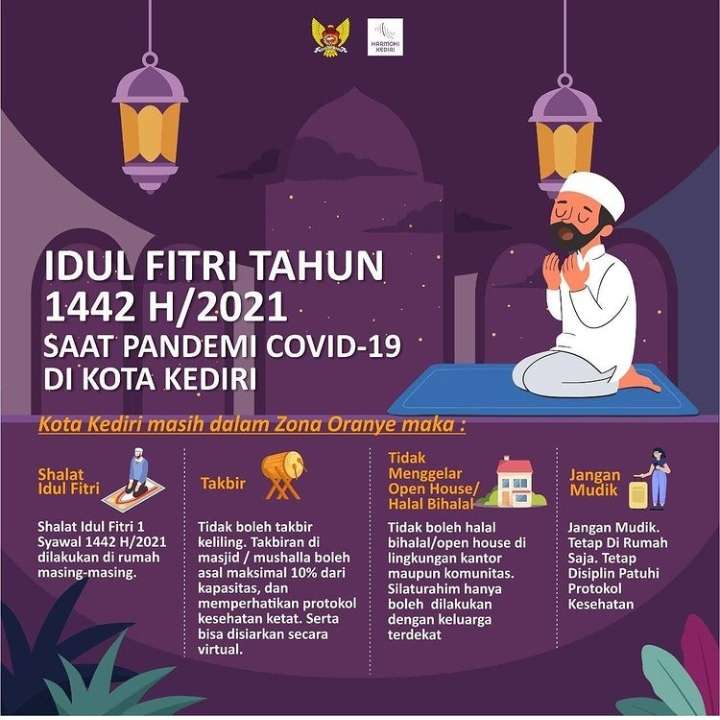 HARMONI
KEDIRI
IDUL FITRI TAHUN
1442 H/2021
SAAT PANDEMI COVID-19
DI KOTA KEDIRI
Kota Kediri masih dalam Zona Oranye maka :
Shalat
Idul Fitri
Shalat Idul Fitri 1
Syawal 1442 H/2021
dilakukan di rumah
masing-masing.
Takbir
Tidak boleh takbir
keliling. Takbiran di
masjid / mushalla boleh
asal maksimal 10% dari
kapasitas, dan
memperhatikan protokol
kesehatan ketat. Serta
bisa disiarkan secara
virtual.
Tidak
Menggelar
Open House/
Halal Bihalal
Tidak boleh halal
bihalal/open house di
lingkungan kantor
maupun komunitas.
Silaturahim hanya
boleh dilakukan
dengan keluarga
terdekat
Jangan
Mudik
Jangan Mudik.
Tetap Di Rumah
Saja. Tetap
Disiplin Patuhi
Protokol
Kesehatan